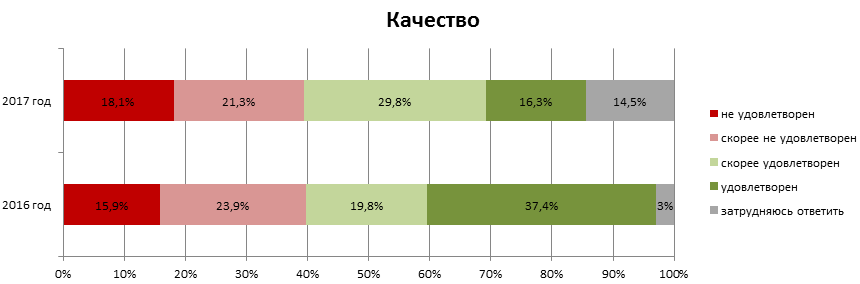 Качество
2017 год
18,1% 21,3% 29,8% 16,3% 14,5%
2016 год
15,9% 23,9% 19,8% 37,4% 3%
0% 10% 20% 30% 40% 50% 60% 70% 80% 90% 100%
не удовлетворен
скорее не удовлетворен
скорее удовлетворен
удовлетворен
затрудняюсь ответить